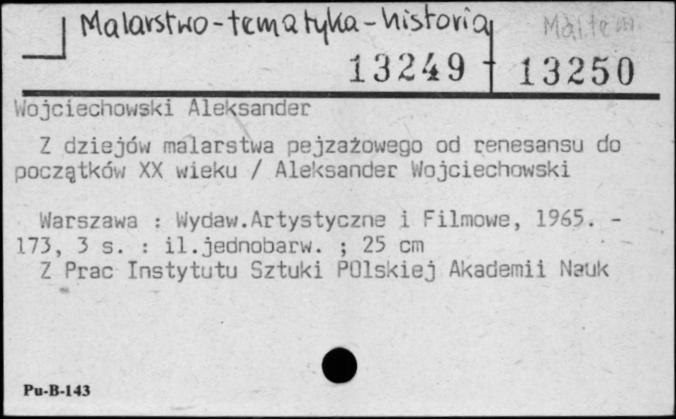 Malarstwo-tematyka-historia
13249 † 13250
Wojciechowski Aleksander
Z dziejów malarstwa pejzażowego od renesansu do
początków XX wieku / Aleksander Wojciechowski
Warszawa : Wydaw.Artystyczne i Filmowe, 1965. -
173, 3 s. : il.jednobarw. ; 25 cm
Z Prac Instytutu Sztuki POlskiej Akademii Nauk
Pu-B-143